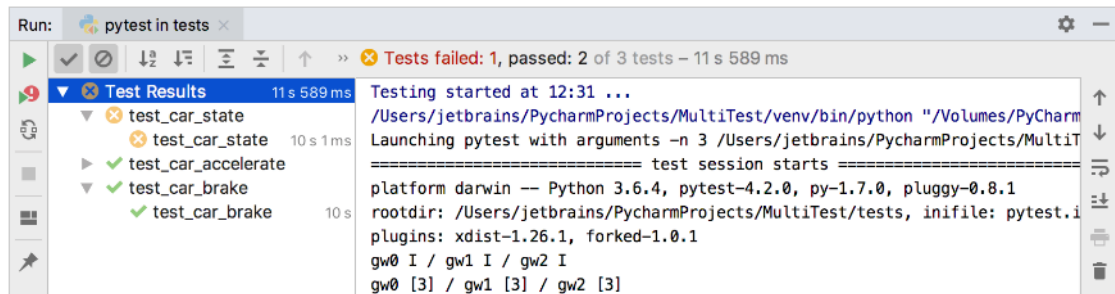 Run: pytest in tests
Tests failed: 1, passed: 2 of 3 tests – 11 s 589 ms
Test Results 11 s 589 ms
test_car_state
test_car_state 10 s 1 ms
test_car_accelerate
test_car_brake
test_car_brake 10 s
Testing started at 12:31 ...
/Users/jetbrains/PycharmProjects/MultiTest/venv/bin/python "/Volumes/PyCharm
Launching pytest with arguments -n 3 /Users/jetbrains/PycharmProjects/MultiT
============================= test session starts ==========================
platform darwin -- Python 3.6.4, pytest-4.2.0, py-1.7.0, pluggy-0.8.1
rootdir: /Users/jetbrains/PycharmProjects/MultiTest/tests, inifile: pytest.i
plugins: xdist-1.26.1, forked-1.0.1
gw0 I / gw1 I / gw2 I
gw0 [3] / gw1 [3] / gw2 [3]